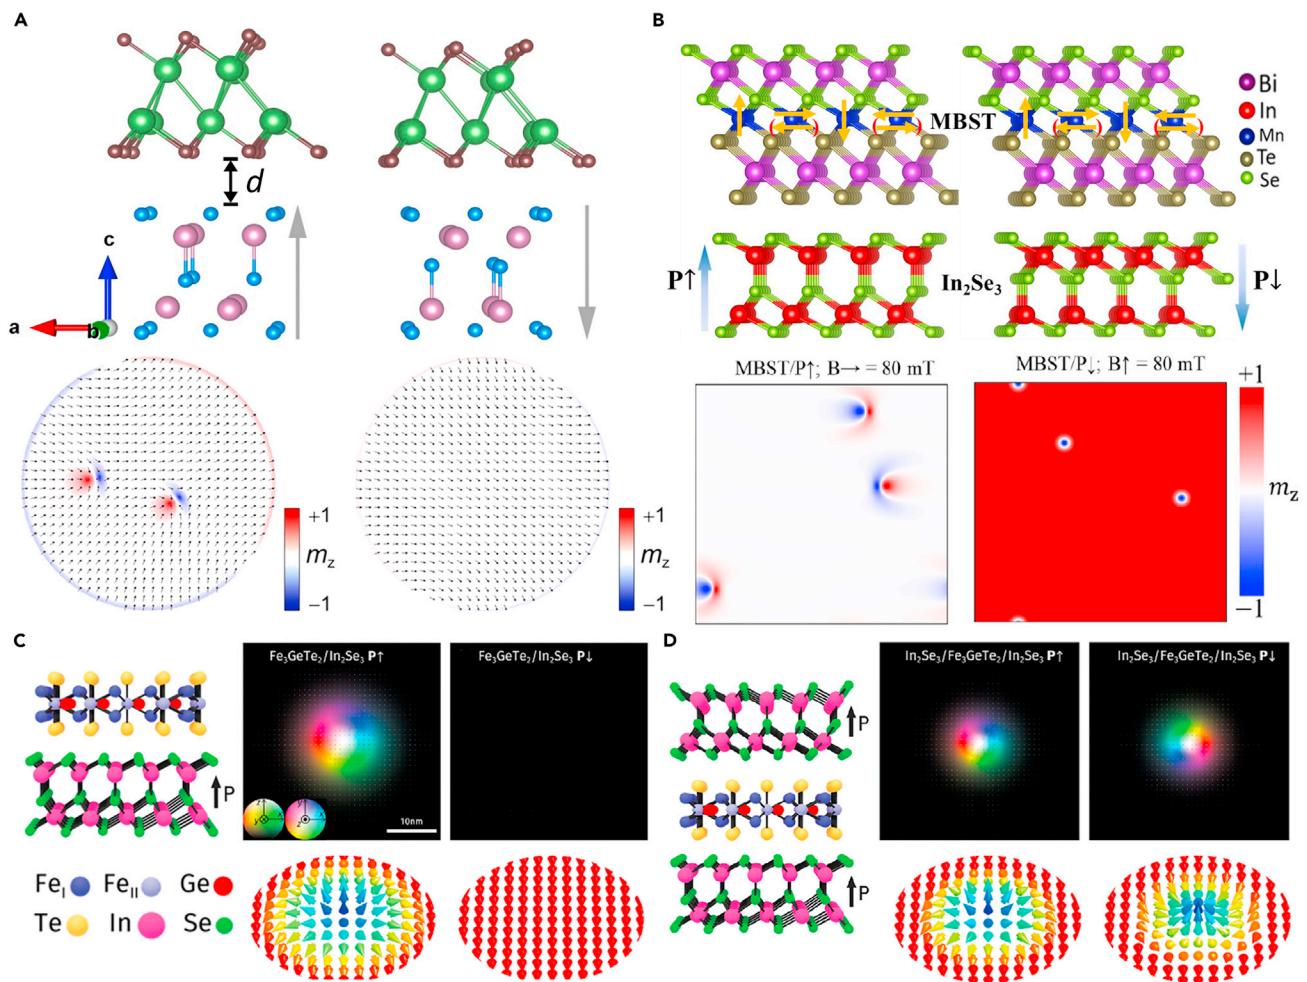 A
d
c
a
b
+1
m_z
−1
+1
m_z
−1
B
MBST
Bi
In
Mn
Te
Se
P↑
In₂Se₃
P↓
MBST/P↑; B→ = 80 mT
MBST/P↓; B↑ = 80 mT
+1
m_z
−1
C
P
Fe₃GeTe₂/In₂Se₃ P↑
Fe₃GeTe₂/In₂Se₃ P↓
z
y
x
y
z
x
10nm
Fe_I Fe_II Ge
Te In Se
D
P
P
In₂Se₃/Fe₃GeTe₂/In₂Se₃ P↑
In₂Se₃/Fe₃GeTe₂/In₂Se₃ P↓